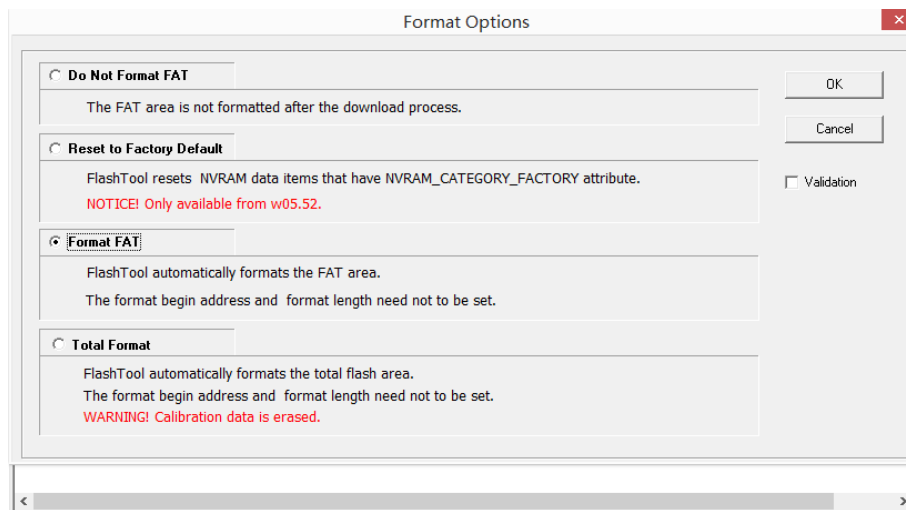 Format Options
Do Not Format FAT
OK
The FAT area is not formatted after the download process.
Cancel
Reset to Factory Default
FlashTool resets NVRAM data items that have NVRAM_CATEGORY_FACTORY attribute.
Validation
NOTICE! Only available from w05.52.
Format FAT
FlashTool automatically formats the FAT area.
The format begin address and format length need not to be set.
Total Format
FlashTool automatically formats the total flash area.
The format begin address and format length need not to be set.
WARNING! Calibration data is erased.